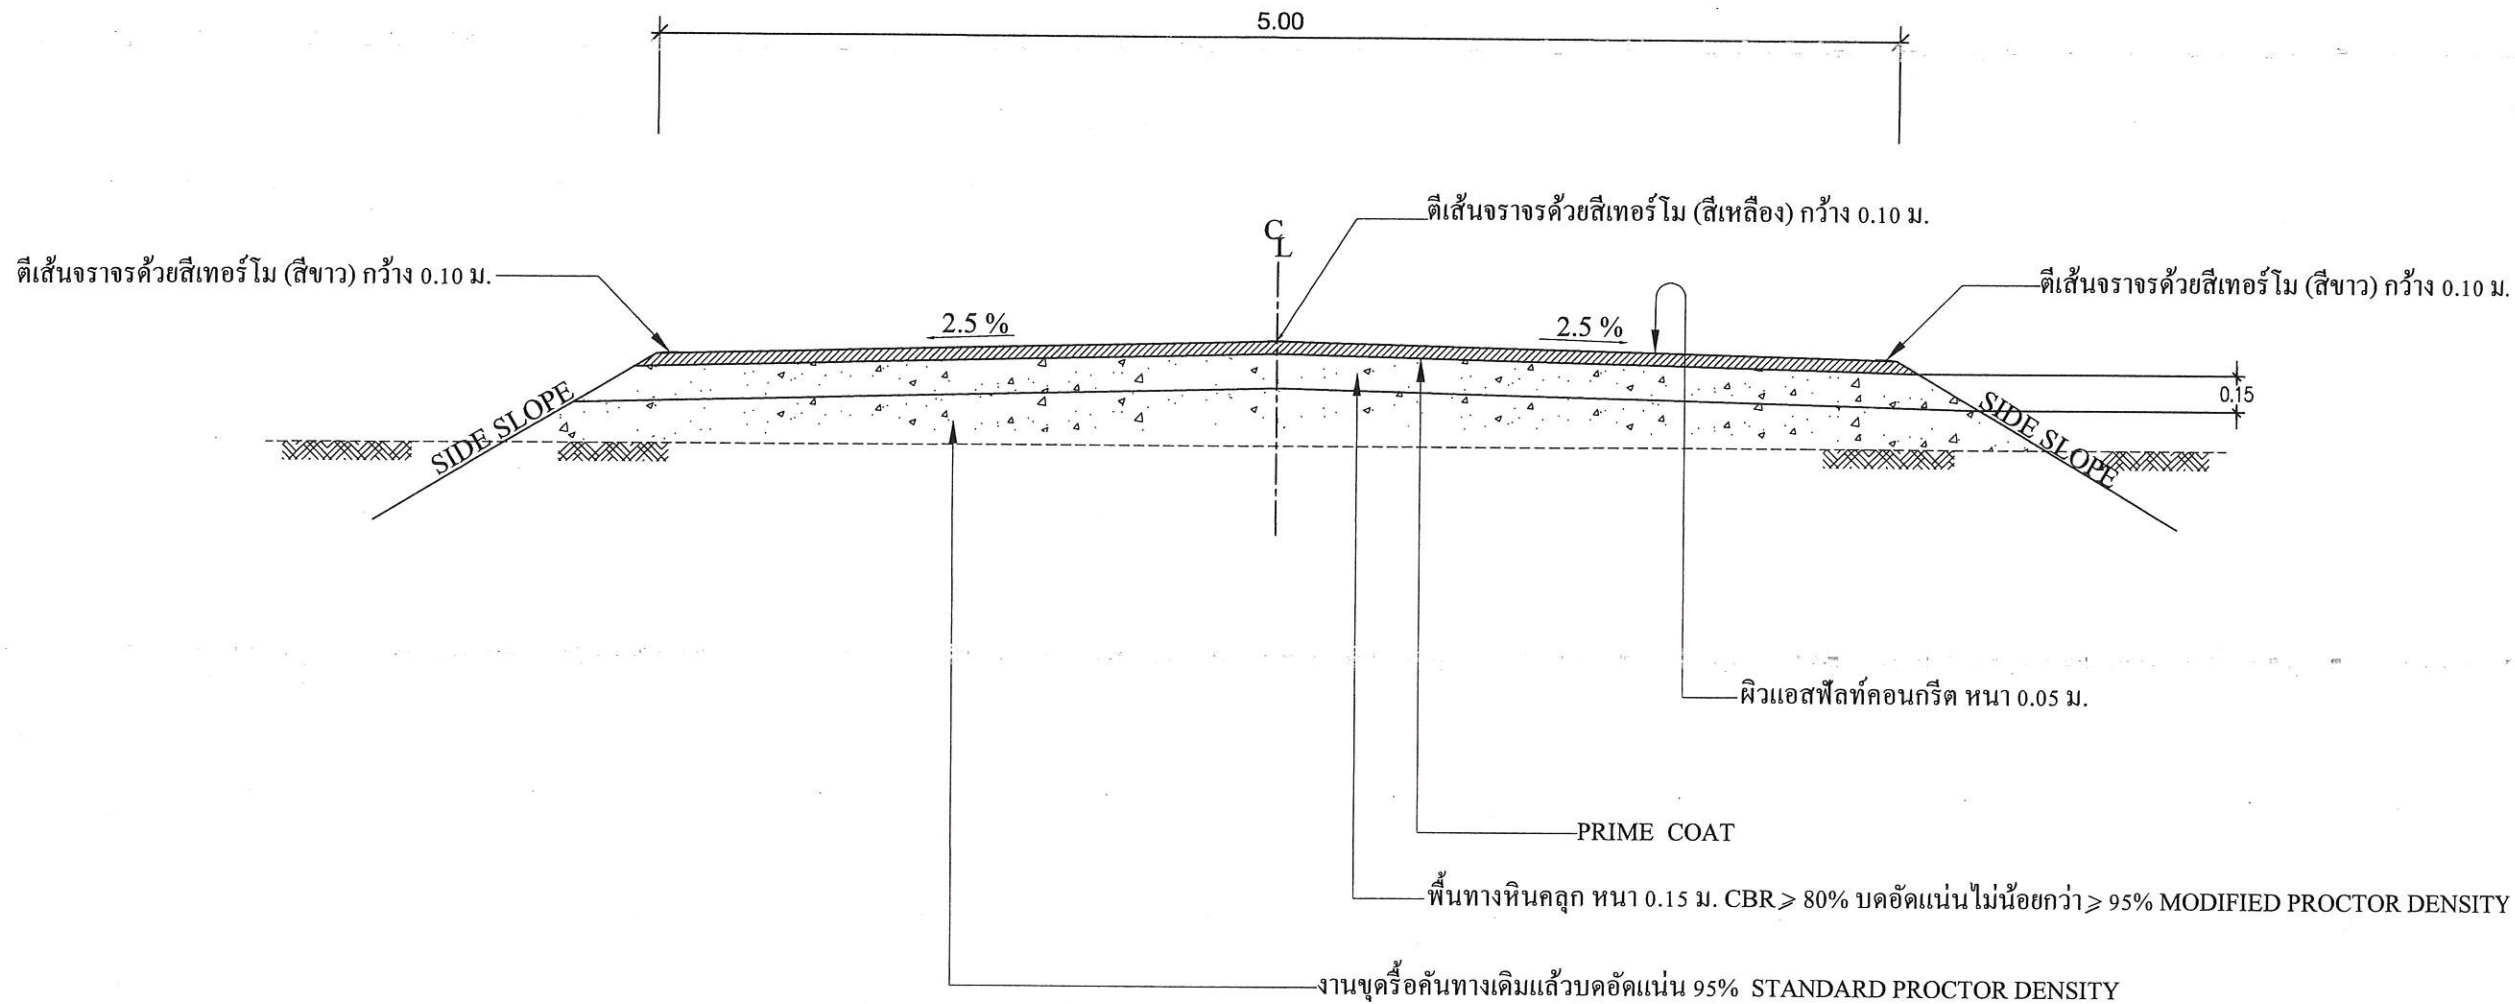 5.00
ตีเส้นจราจรด้วยสีเทอร์โม (สีเหลือง) กว้าง 0.10 ม.
CL
ตีเส้นจราจรด้วยสีเทอร์โม (สีขาว) กว้าง 0.10 ม.
ตีเส้นจราจรด้วยสีเทอร์โม (สีขาว) กว้าง 0.10 ม.
2.5 %
2.5 %
SIDE SLOPE
SIDE SLOPE
0.15
ผิวแอสฟัลท์คอนกรีต หนา 0.05 ม.
PRIME COAT
พื้นทางหินคลุก หนา 0.15 ม. CBR ⩾ 80% บดอัดแน่นไม่น้อยกว่า ⩾ 95% MODIFIED PROCTOR DENSITY
งานขุดรื้อคันทางเดิมแล้วบดอัดแน่น 95% STANDARD PROCTOR DENSITY